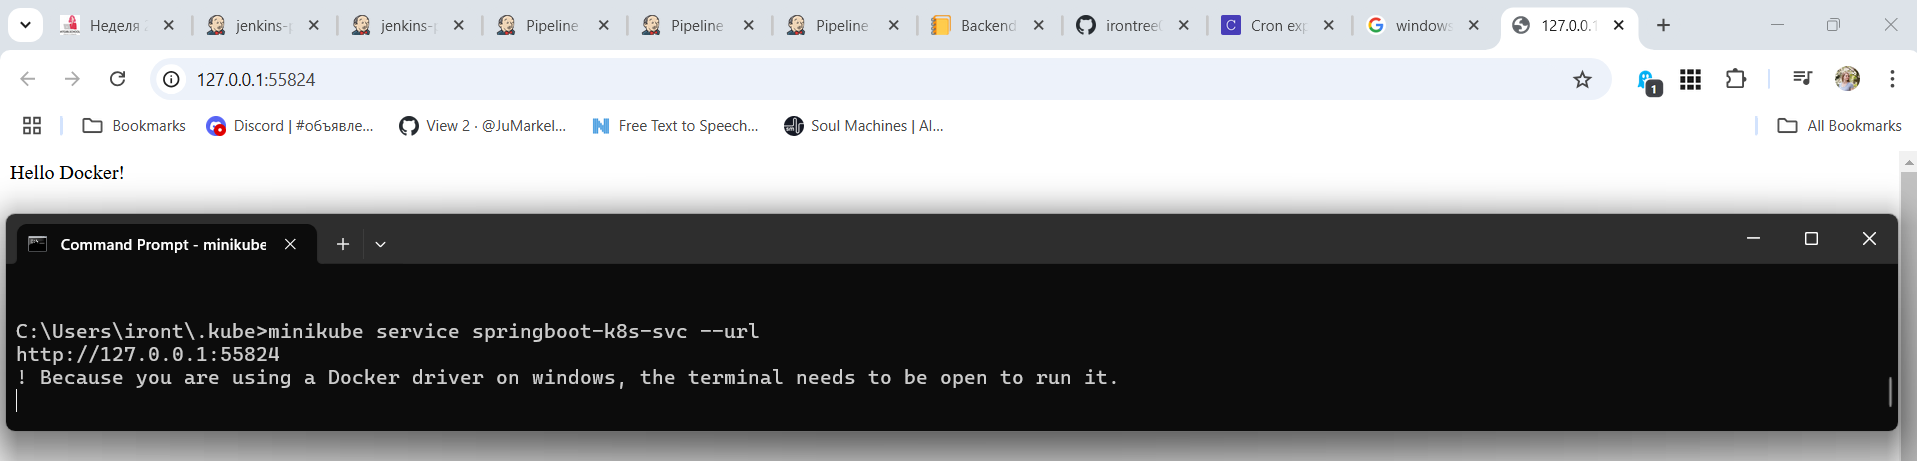 Неделя jenkins-p jenkins-p Pipeline Pipeline Pipeline Backend irontree Cron exp windows 127.0.0.1
127.0.0.1:55824
1
Bookmarks Discord | #объявле... View 2 · @JuMarkel... Free Text to Speech... Soul Machines | AI... All Bookmarks
Hello Docker!
Command Prompt - minikube
C:\Users\iront\.kube>minikube service springboot-k8s-svc --url
http://127.0.0.1:55824
! Because you are using a Docker driver on windows, the terminal needs to be open to run it.